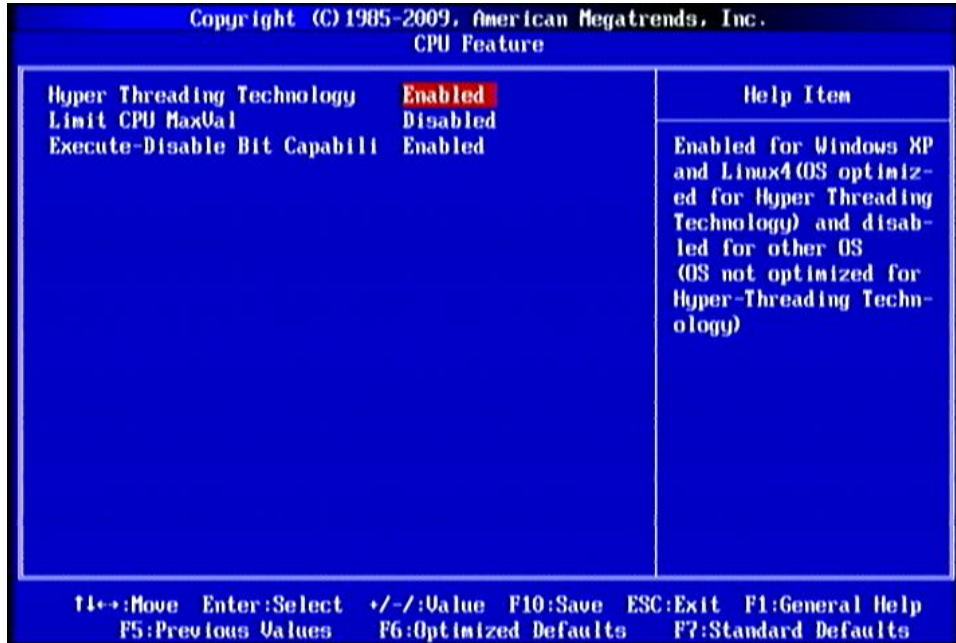 Copyright (C)1985-2009, American Megatrends, Inc.
CPU Feature
Hyper Threading Technology Enabled
Limit CPU MaxVal Disabled
Execute-Disable Bit Capabili Enabled
Help Item
Enabled for Windows XP
and Linux4(OS optimiz-
ed for Hyper Threading
Technology) and disab-
led for other OS
(OS not optimized for
Hyper-Threading Techn-
ology)
↑↓←→:Move Enter:Select +/-/:Value F10:Save ESC:Exit F1:General Help
F5:Previous Values F6:Optimized Defaults F7:Standard Defaults